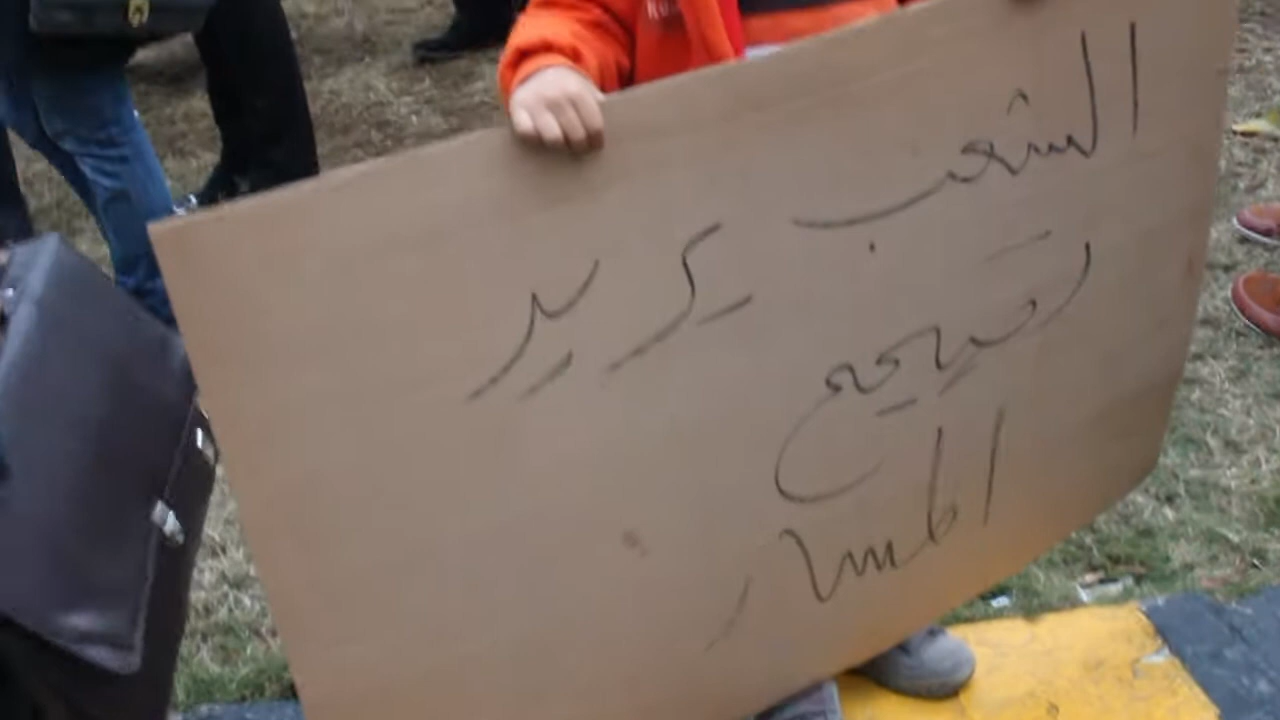 الشعب يريد
تصحيح
المسار